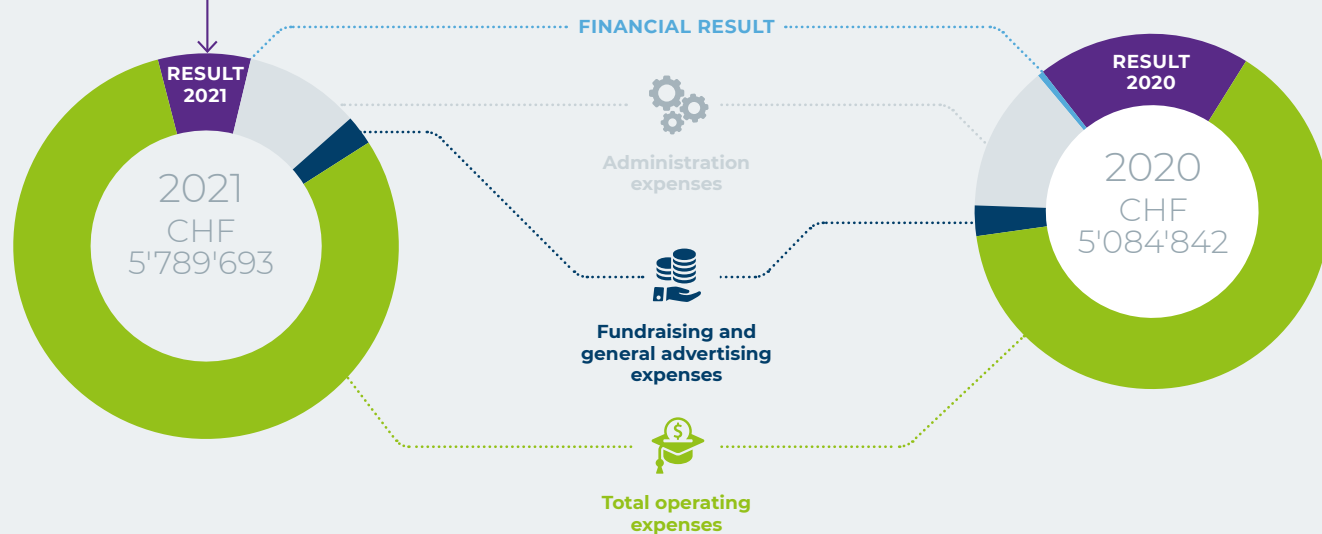 FINANCIAL RESULT
RESULT
2021
2021
CHF
5'789'693
Administration
expenses
Fundraising and
general advertising
expenses
$
Total operating
expenses
RESULT
2020
2020
CHF
5'084'842